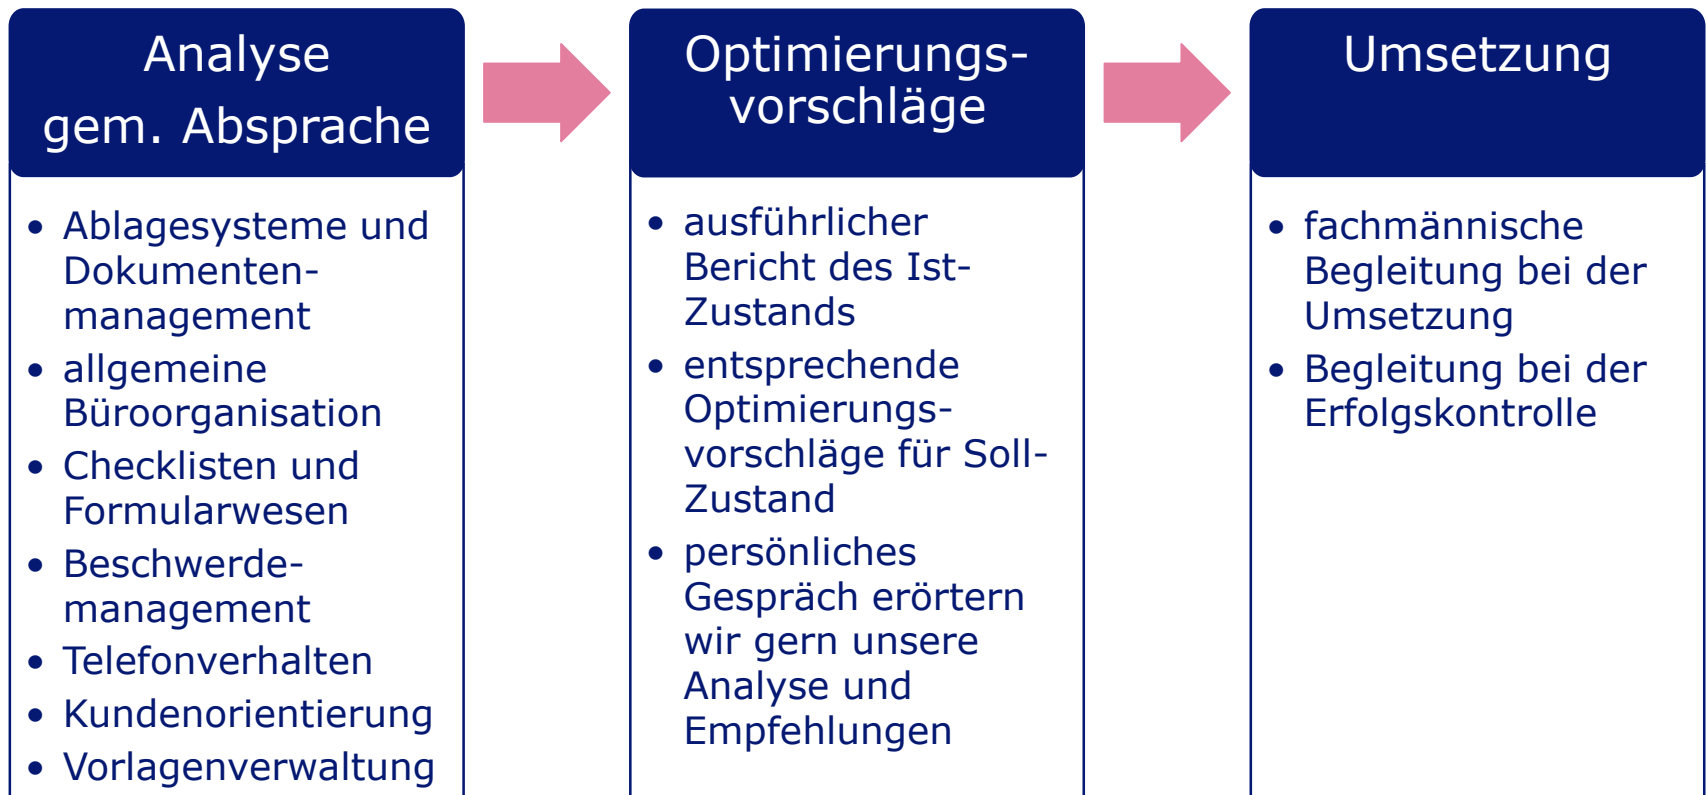 Analyse
gem. Absprache
• Ablagesysteme und
Dokumenten-
management
• allgemeine
Büroorganisation
• Checklisten und
Formularwesen
• Beschwerde-
management
• Telefonverhalten
• Kundenorientierung
• Vorlagenverwaltung
Optimierungs-
vorschläge
• ausführlicher
Bericht des Ist-
Zustands
• entsprechende
Optimierungs-
vorschläge für Soll-
Zustand
• persönliches
Gespräch erörtern
wir gern unsere
Analyse und
Empfehlungen
Umsetzung
• fachmännische
Begleitung bei der
Umsetzung
• Begleitung bei der
Erfolgskontrolle